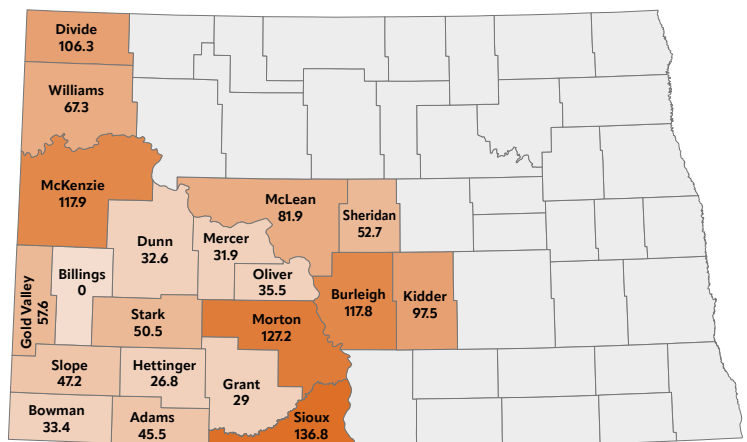 Divide
106.3
Williams
67.3
McKenzie
117.9
McLean
81.9
Sheridan
52.7
Dunn
32.6
Mercer
31.9
Oliver
35.5
Gold Valley
57.6
Billings
0
Burleigh
117.8
Kidder
97.5
Stark
50.5
Morton
127.2
Slope
47.2
Hettinger
26.8
Grant
29
Bowman
33.4
Adams
45.5
Sioux
136.8